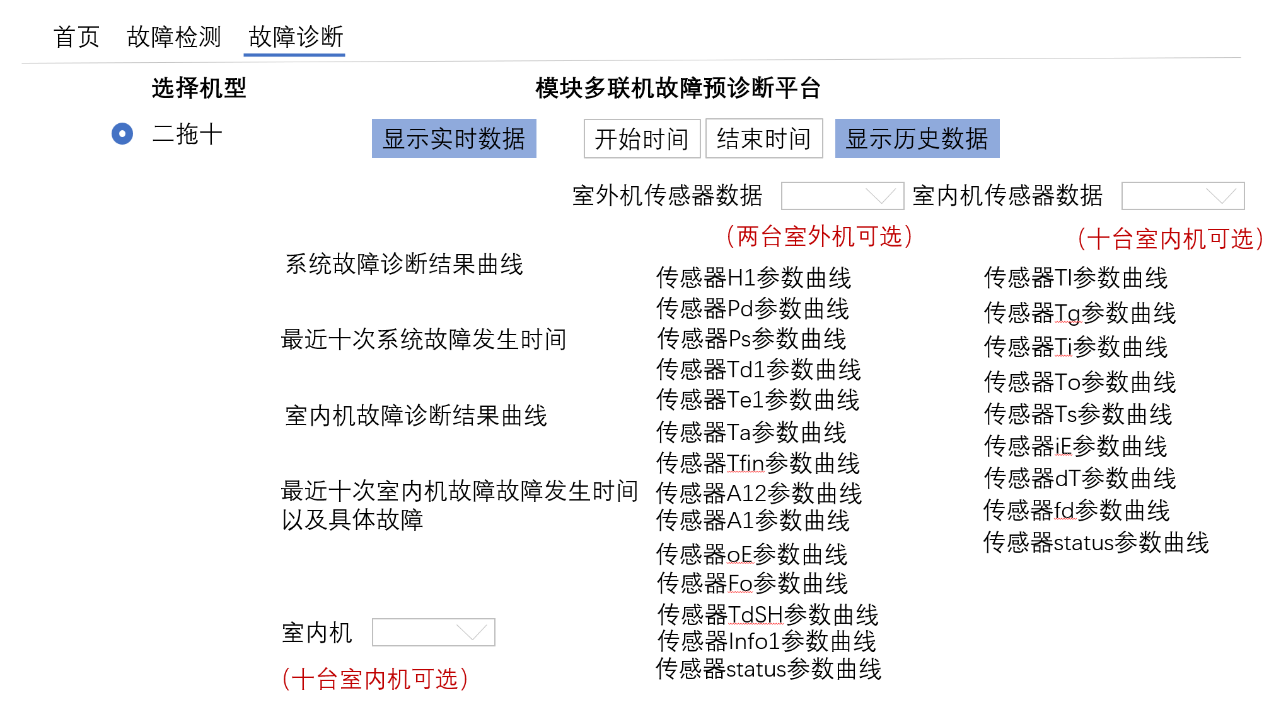 首页 故障检测 故障诊断
选择机型
模块多联机故障预诊断平台
二拖十
显示实时数据
开始时间
结束时间
显示历史数据
室外机传感器数据
室内机传感器数据
（两台室外机可选）
（十台室内机可选）
系统故障诊断结果曲线
最近十次系统故障发生时间
室内机故障诊断结果曲线
最近十次室内机故障故障发生时间
以及具体故障
室内机
（十台室内机可选）
传感器H1参数曲线
传感器Pd参数曲线
传感器Ps参数曲线
传感器Td1参数曲线
传感器Te1参数曲线
传感器Ta参数曲线
传感器Tfin参数曲线
传感器A12参数曲线
传感器A1参数曲线
传感器oE参数曲线
传感器Fo参数曲线
传感器TdSH参数曲线
传感器Info1参数曲线
传感器status参数曲线
传感器Tl参数曲线
传感器Tg参数曲线
传感器Ti参数曲线
传感器To参数曲线
传感器Ts参数曲线
传感器iE参数曲线
传感器dT参数曲线
传感器fd参数曲线
传感器status参数曲线